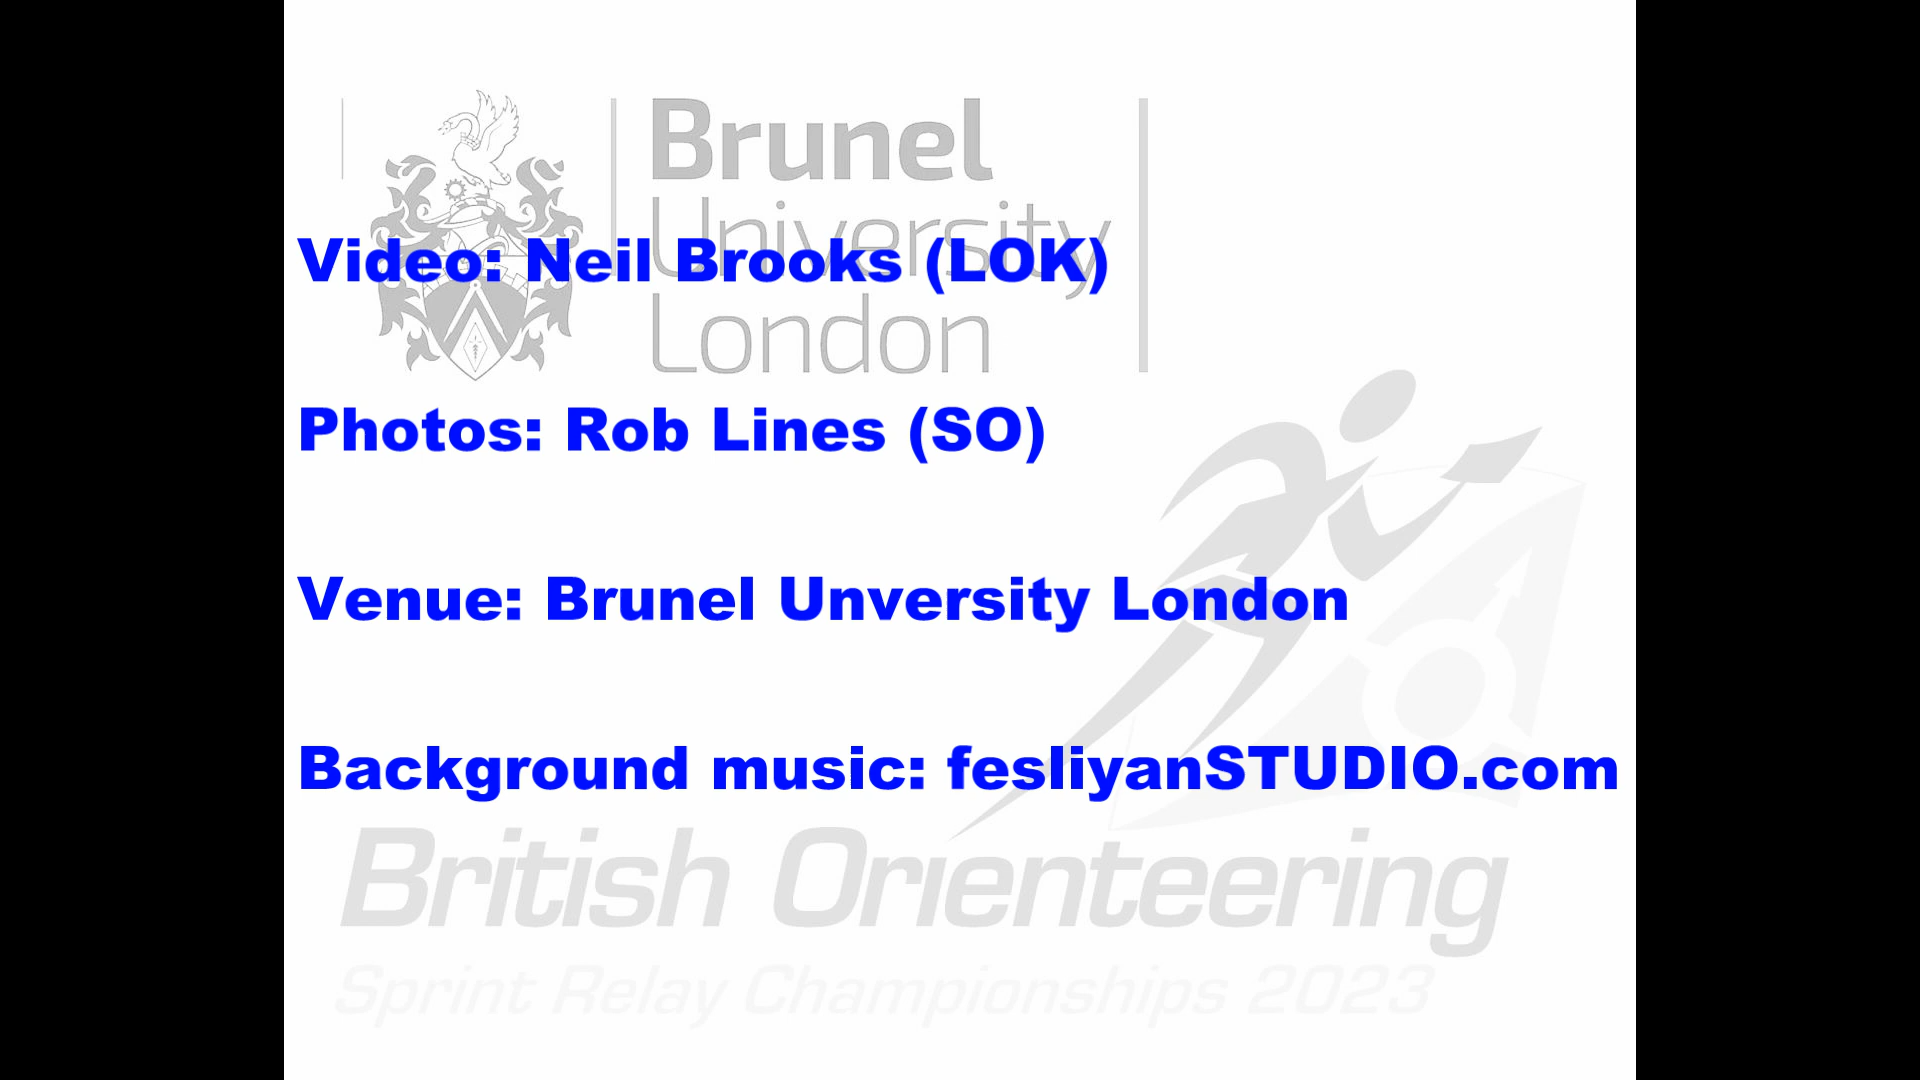 Brunel
University
London
Video: Neil Brooks (LOK)
Photos: Rob Lines (SO)
Venue: Brunel Unversity London
Background music: fesliyanSTUDIO.com
British Orienteering
Sprint Relay Championships 2023